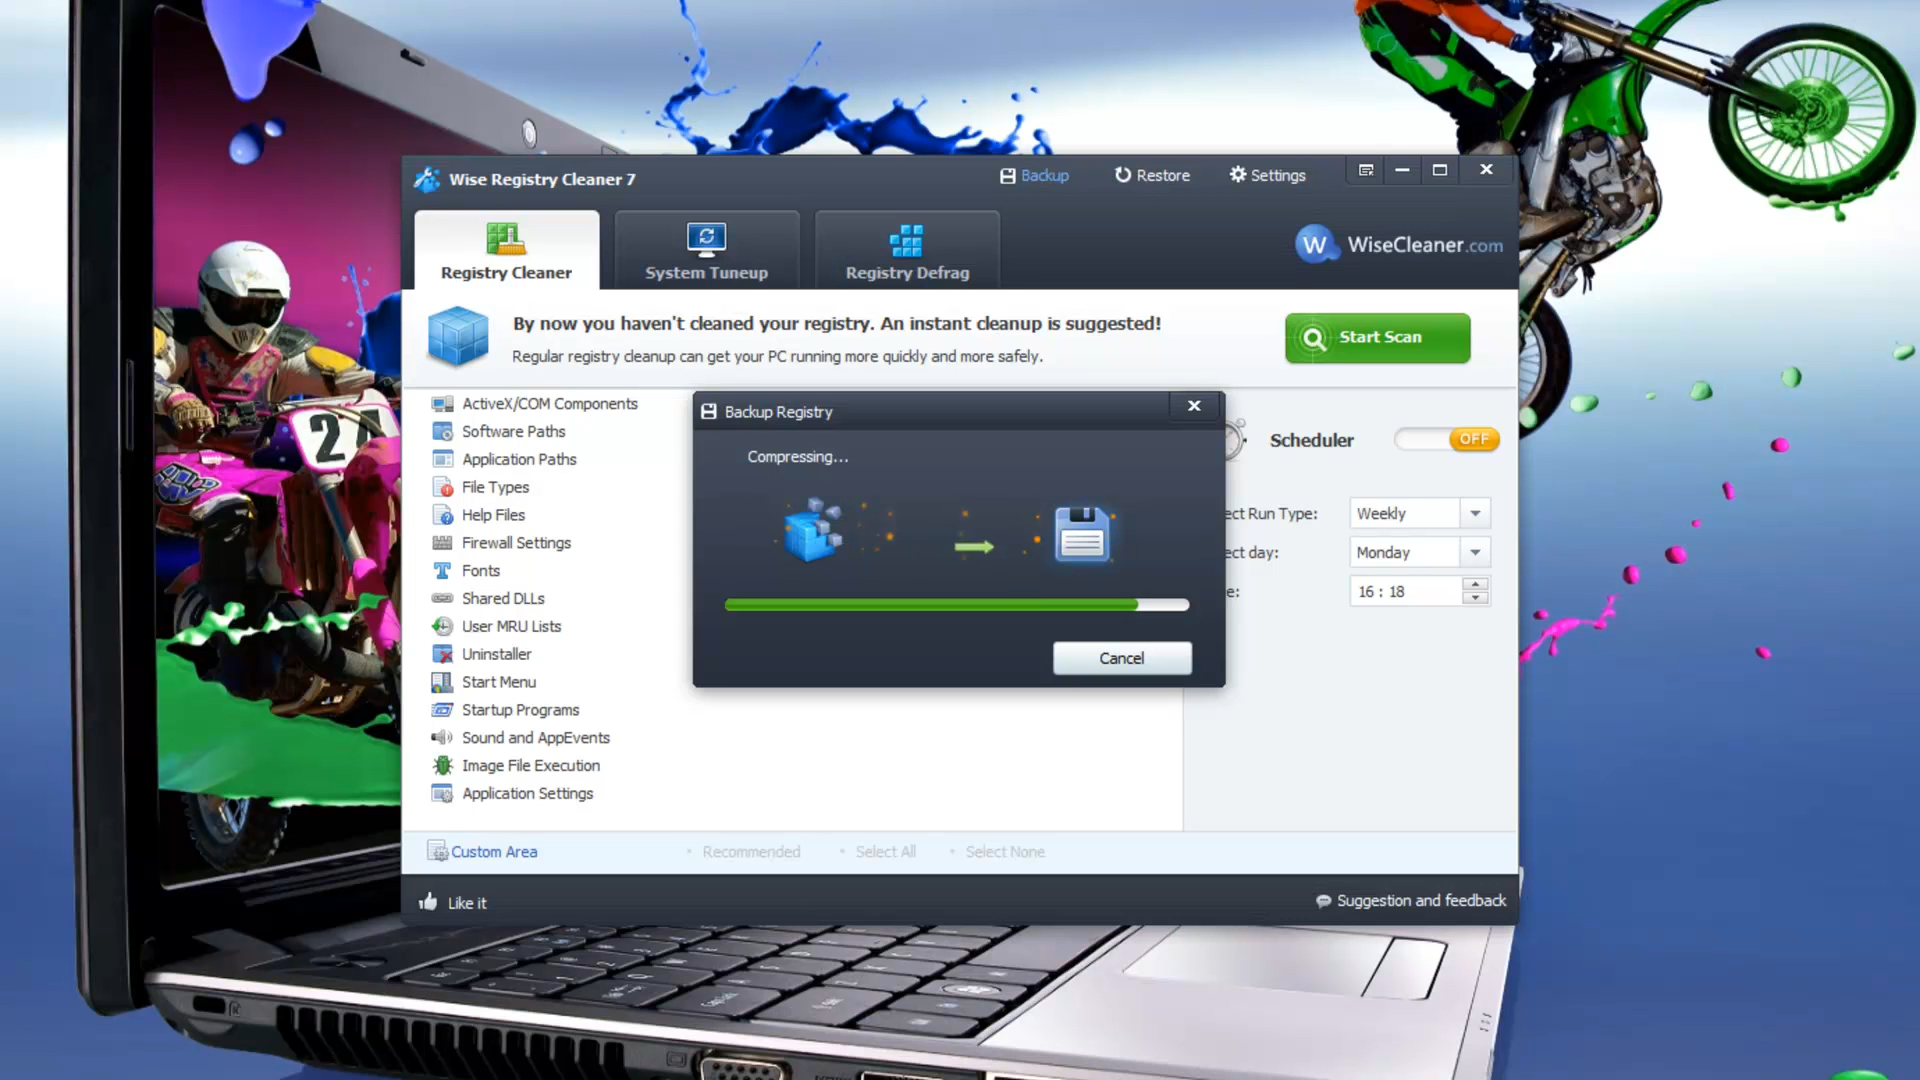 Wise Registry Cleaner 7
Backup
Restore
Settings
Registry Cleaner
System Tuneup
Registry Defrag
W WiseCleaner.com
By now you haven't cleaned your registry. An instant cleanup is suggested!
Regular registry cleanup can get your PC running more quickly and more safely.
Start Scan
ActiveX/COM Components
Software Paths
Application Paths
File Types
Help Files
Firewall Settings
Fonts
Shared DLLs
User MRU Lists
Uninstaller
Start Menu
Startup Programs
Sound and AppEvents
Image File Execution
Application Settings
Backup Registry
Compressing...
Cancel
Scheduler
OFF
ect Run Type:
Weekly
ect day:
Monday
e:
16 : 18
Custom Area
Recommended
Select All
Select None
Like it
Suggestion and feedback
24